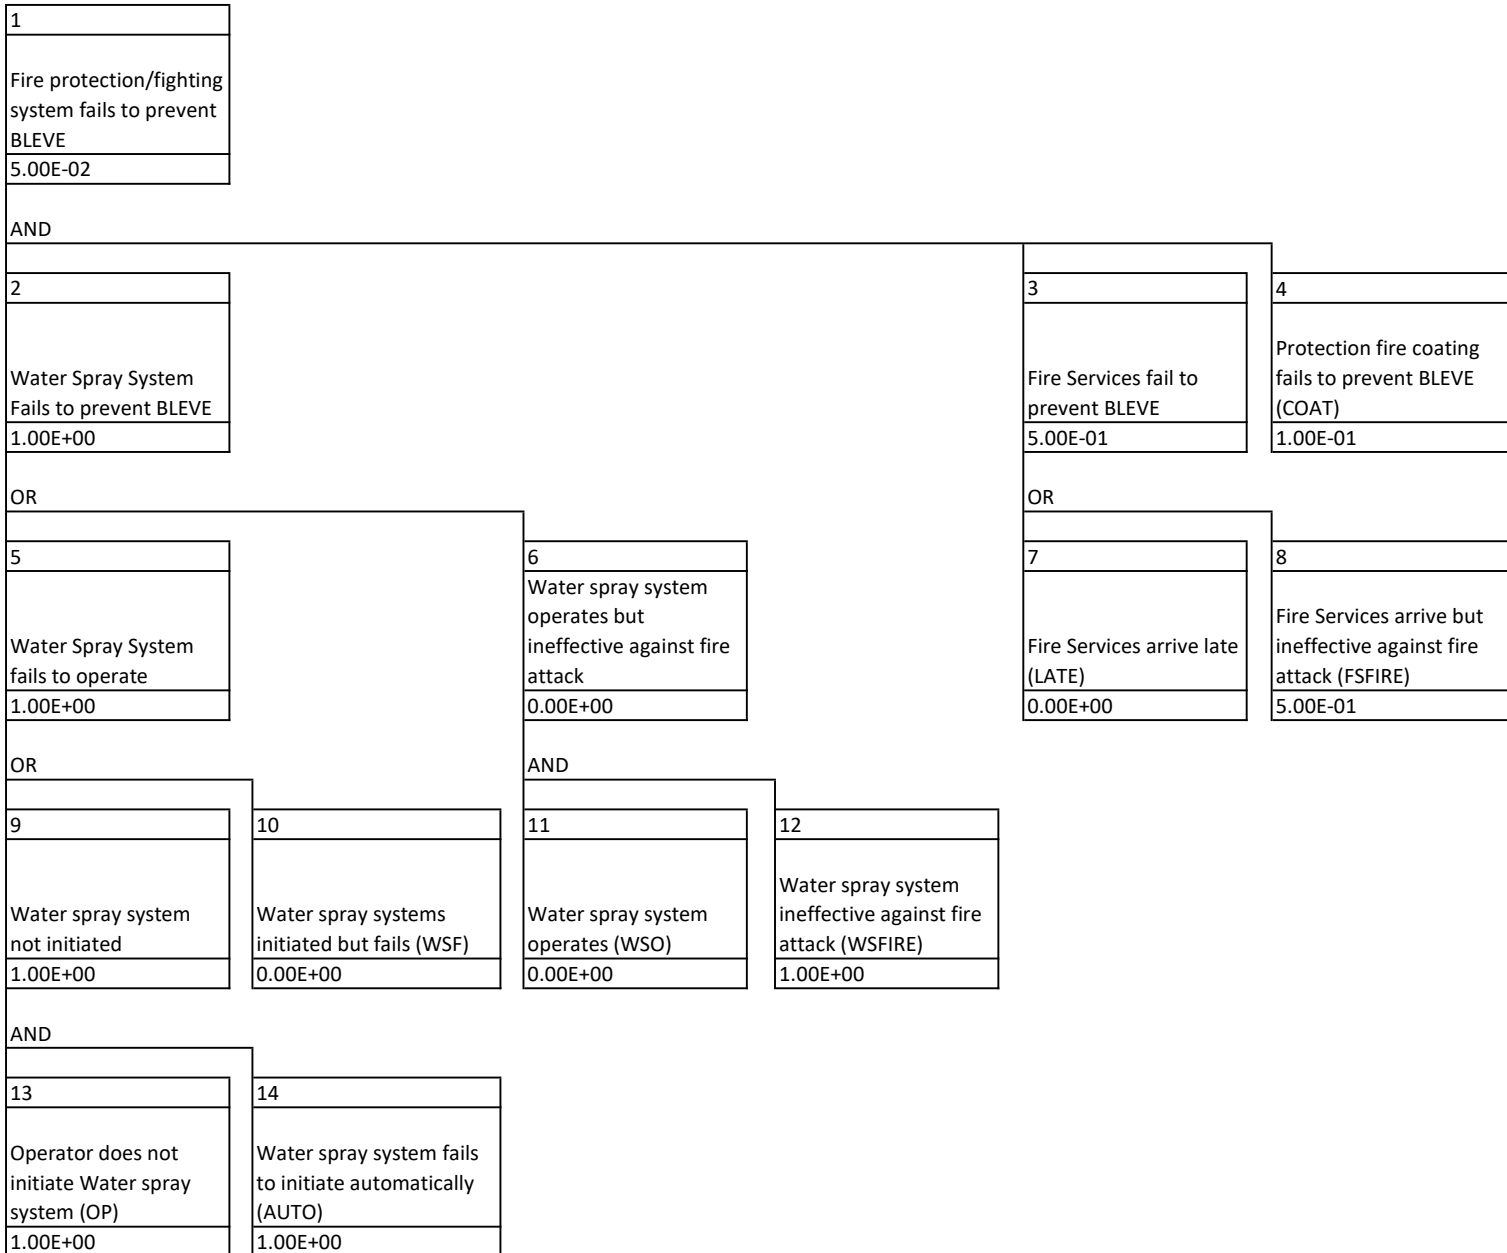 1
Fire protection/fighting
system fails to prevent
BLEVE
5.00E-02
AND
2
Water Spray System
Fails to prevent BLEVE
1.00E+00
3
Fire Services fail to
prevent BLEVE
5.00E-01
4
Protection fire coating
fails to prevent BLEVE
(COAT)
1.00E-01
OR
OR
5
Water Spray System
fails to operate
1.00E+00
6
Water spray system
operates but
ineffective against fire
attack
0.00E+00
7
Fire Services arrive late
(LATE)
0.00E+00
8
Fire Services arrive but
ineffective against fire
attack (FSFIRE)
5.00E-01
OR
AND
9
Water spray system
not initiated
1.00E+00
10
Water spray systems
initiated but fails (WSF)
0.00E+00
11
Water spray system
operates (WSO)
0.00E+00
12
Water spray system
ineffective against fire
attack (WSFIRE)
1.00E+00
AND
13
Operator does not
initiate Water spray
system (OP)
1.00E+00
14
Water spray system fails
to initiate automatically
(AUTO)
1.00E+00